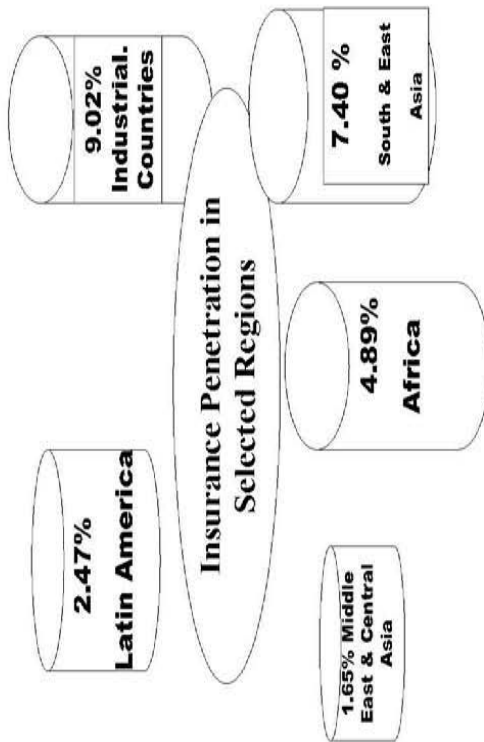 9.02%
Industrial.
Countries
2.47%
Latin America
Insurance Penetration in
Selected Regions
7.40 %
South & East
Asia
4.89%
Africa
1.65% Middle
East & Central
Asia